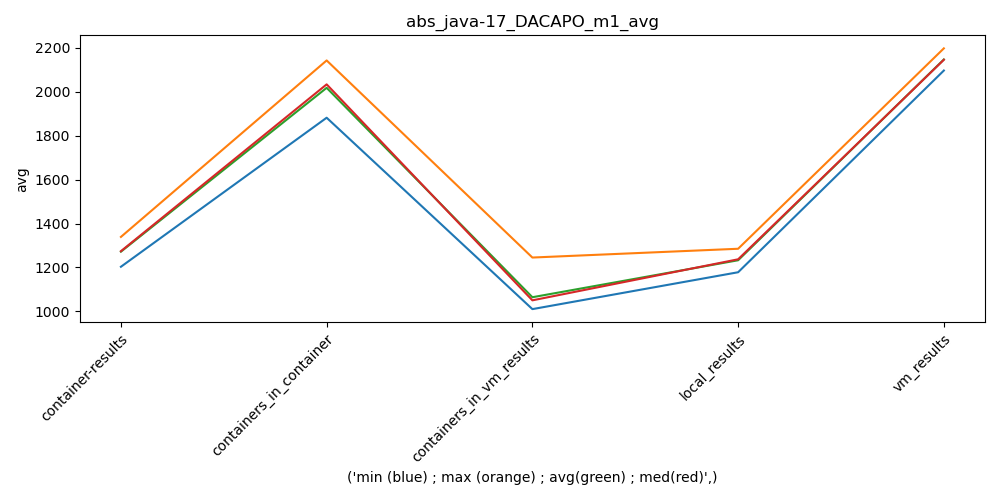 abs_java-17_DACAPO_m1_avg
2200
2000
1800
1600
1400
1200
1000
avg
container-results
containers_in_container
containers_in_vm_results
local_results
vm_results
('min (blue) ; max (orange) ; avg(green) ; med(red)',)